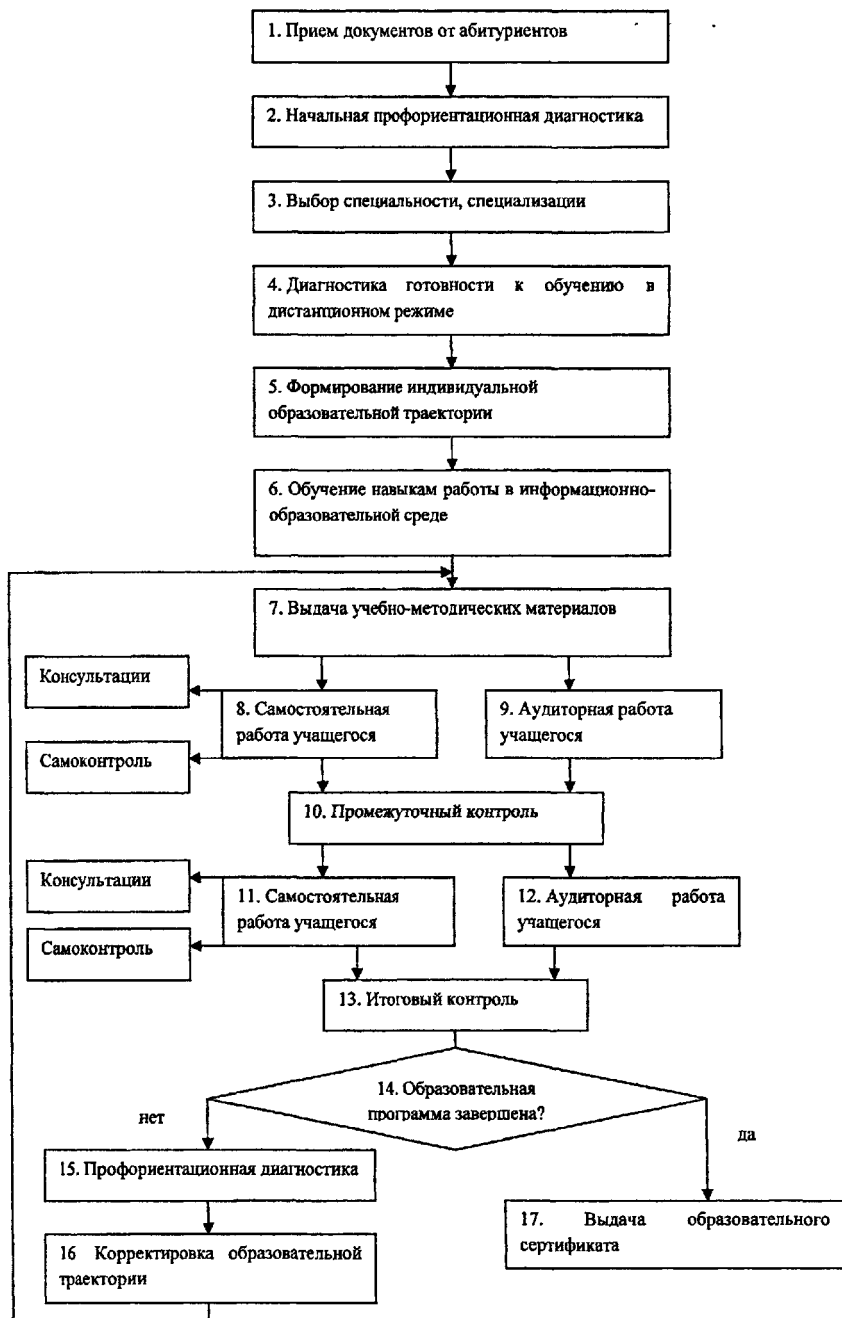 1. Прием документов от абитуриентов
2. Начальная профориентационная диагностика
3. Выбор специальности, специализации
4. Диагностика готовности к обучению в
дистанционном режиме
5. Формирование индивидуальной
образовательной траектории
6. Обучение навыкам работы в информационно-
образовательной среде
7. Выдача учебно-методических материалов
Консультации
8. Самостоятельная
работа учащегося
9. Аудиторная работа
учащегося
Самоконтроль
10. Промежуточный контроль
Консультации
11. Самостоятельная
работа учащегося
12. Аудиторная работа
учащегося
Самоконтроль
13. Итоговый контроль
14. Образовательная
программа завершена?
нет
да
15. Профориентационная диагностика
17. Выдача образовательного
сертификата
16 Корректировка образовательной
траектории